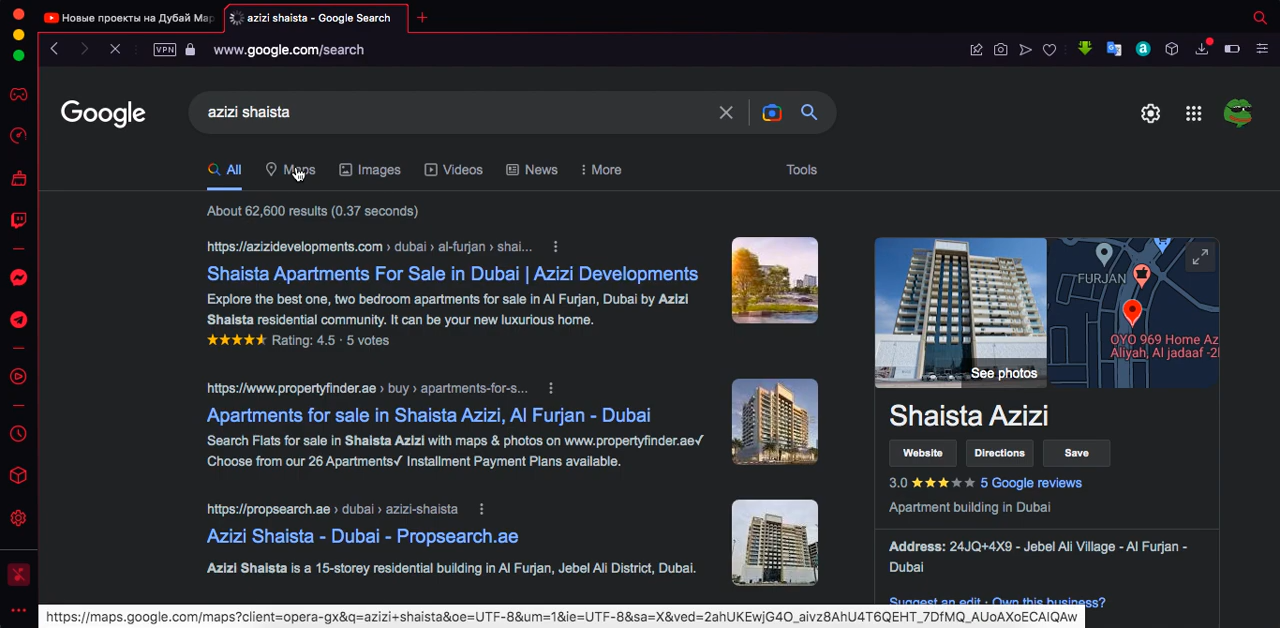 Новые проекты на Дубай Мар
azizi shaista - Google Search
VPN
www.google.com/search
Google
azizi shaista
All
Maps
Images
Videos
News
More
Tools
About 62,600 results (0.37 seconds)
https://azizidevelopments.com › dubai › al-furjan › shai...
Shaista Apartments For Sale in Dubai | Azizi Developments
Explore the best one, two bedroom apartments for sale in Al Furjan, Dubai by Azizi
Shaista residential community. It can be your new luxurious home.
Rating: 4.5 · 5 votes
https://www.propertyfinder.ae › buy › apartments-for-s...
Apartments for sale in Shaista Azizi, Al Furjan - Dubai
Search Flats for sale in Shaista Azizi with maps & photos on www.propertyfinder.ae✓
Choose from our 26 Apartments✓ Installment Payment Plans available.
https://propsearch.ae › dubai › azizi-shaista
Azizi Shaista - Dubai - Propsearch.ae
Azizi Shaista is a 15-storey residential building in Al Furjan, Jebel Ali District, Dubai.
See photos
FURJAN
OYO 969 Home Az
Aliyah, Al jadaaf -2
Shaista Azizi
Website
Directions
Save
3.0 ★★★☆☆ 5 Google reviews
Apartment building in Dubai
Address: 24JQ+4X9 - Jebel Ali Village - Al Furjan -
Dubai
Suggest an edit · Own this business?
https://maps.google.com/maps?client=opera-gx&q=azizi+shaista&oe=UTF-8&um=1&ie=UTF-8&sa=X&ved=2ahUKEwjG4O_aivz8AhU4T6QEHT_7DfMQ_AUoAXoECAIQAw